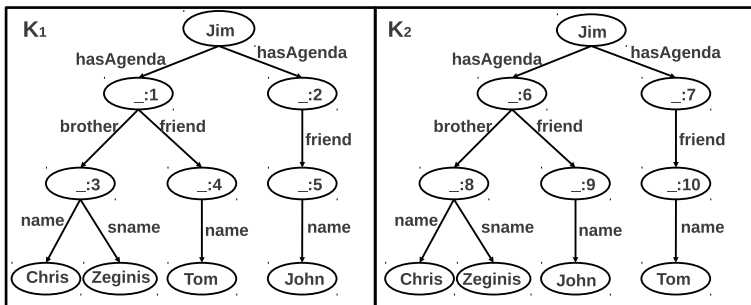 K1
Jim
hasAgenda hasAgenda
_:1 _:2
brother friend friend
_:3 _:4 _:5
name sname name name
Chris Zeginis Tom John
K2
Jim
hasAgenda hasAgenda
_:6 _:7
brother friend friend
_:8 _:9 _:10
name sname name name
Chris Zeginis John Tom